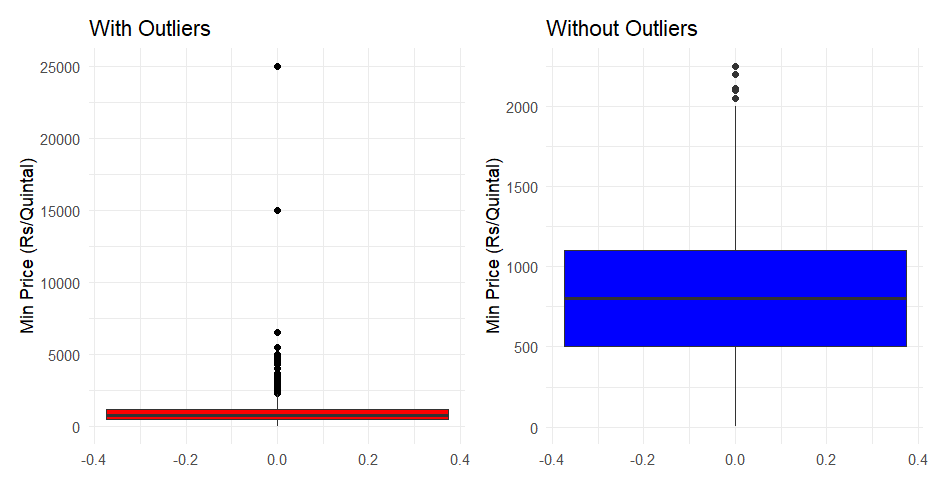 With Outliers
Min Price (Rs/Quintal)
25000
20000
15000
10000
5000
0
-0.4 -0.2 0.0 0.2 0.4
Without Outliers
Min Price (Rs/Quintal)
2000
1500
1000
500
0
-0.4 -0.2 0.0 0.2 0.4